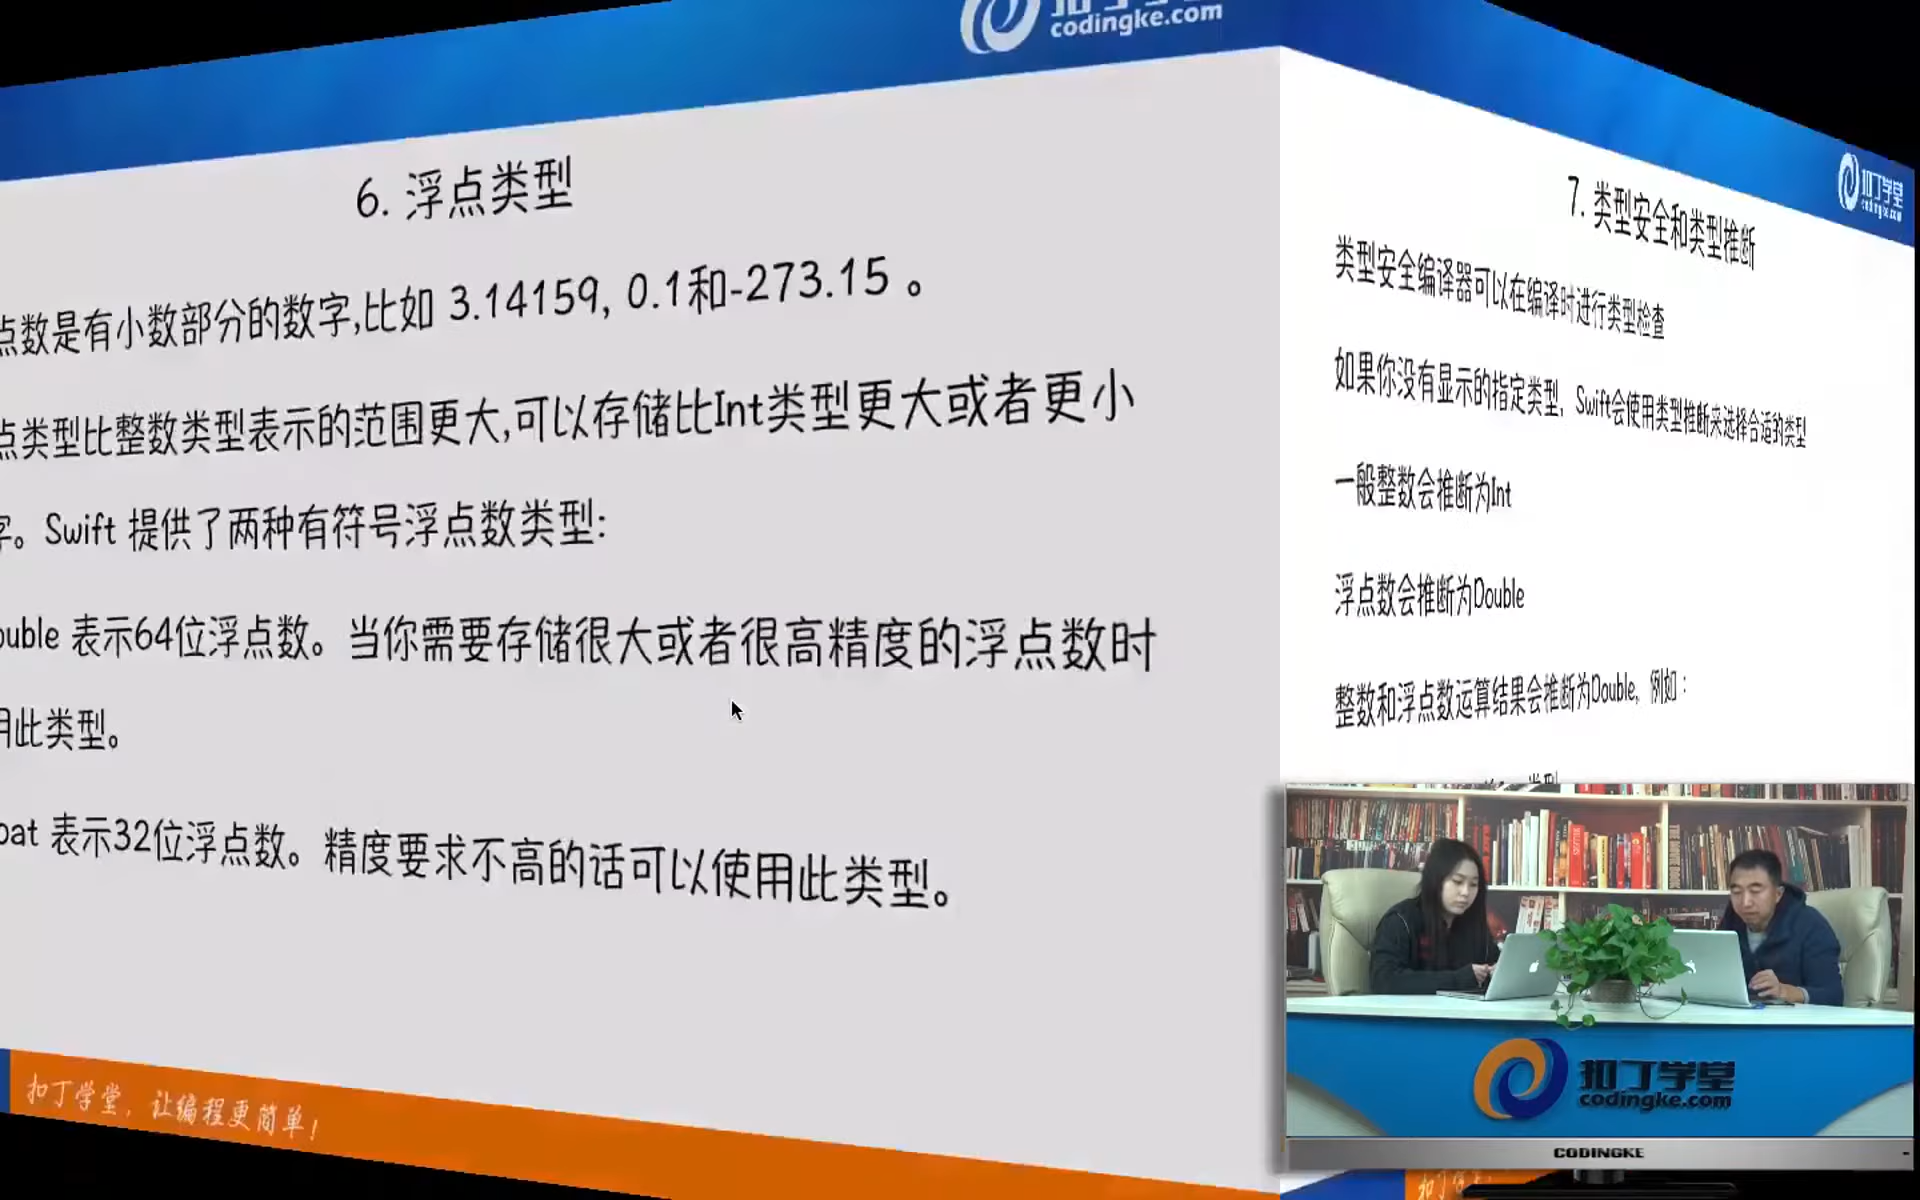 codingke.com
6. 浮点类型
点数是有小数部分的数字,比如 3.14159, 0.1和-273.15 。
点类型比整数类型表示的范围更大,可以存储比Int类型更大或者更小
字。Swift 提供了两种有符号浮点数类型:
ouble 表示64位浮点数。当你需要存储很大或者很高精度的浮点数时
用此类型。
oat 表示32位浮点数。精度要求不高的话可以使用此类型。
扣丁学堂，让编程更简单！
扣丁学堂
codingke.com
7. 类型安全和类型推断
类型安全编译器可以在编译时进行类型检查
如果你没有显示的指定类型, Swift会使用类型推断来选择合适的类型
一般整数会推断为Int
浮点数会推断为Double
整数和浮点数运算结果会推断为Double, 例如 :
类型
扣丁学堂
codingke.com
CODINGKE